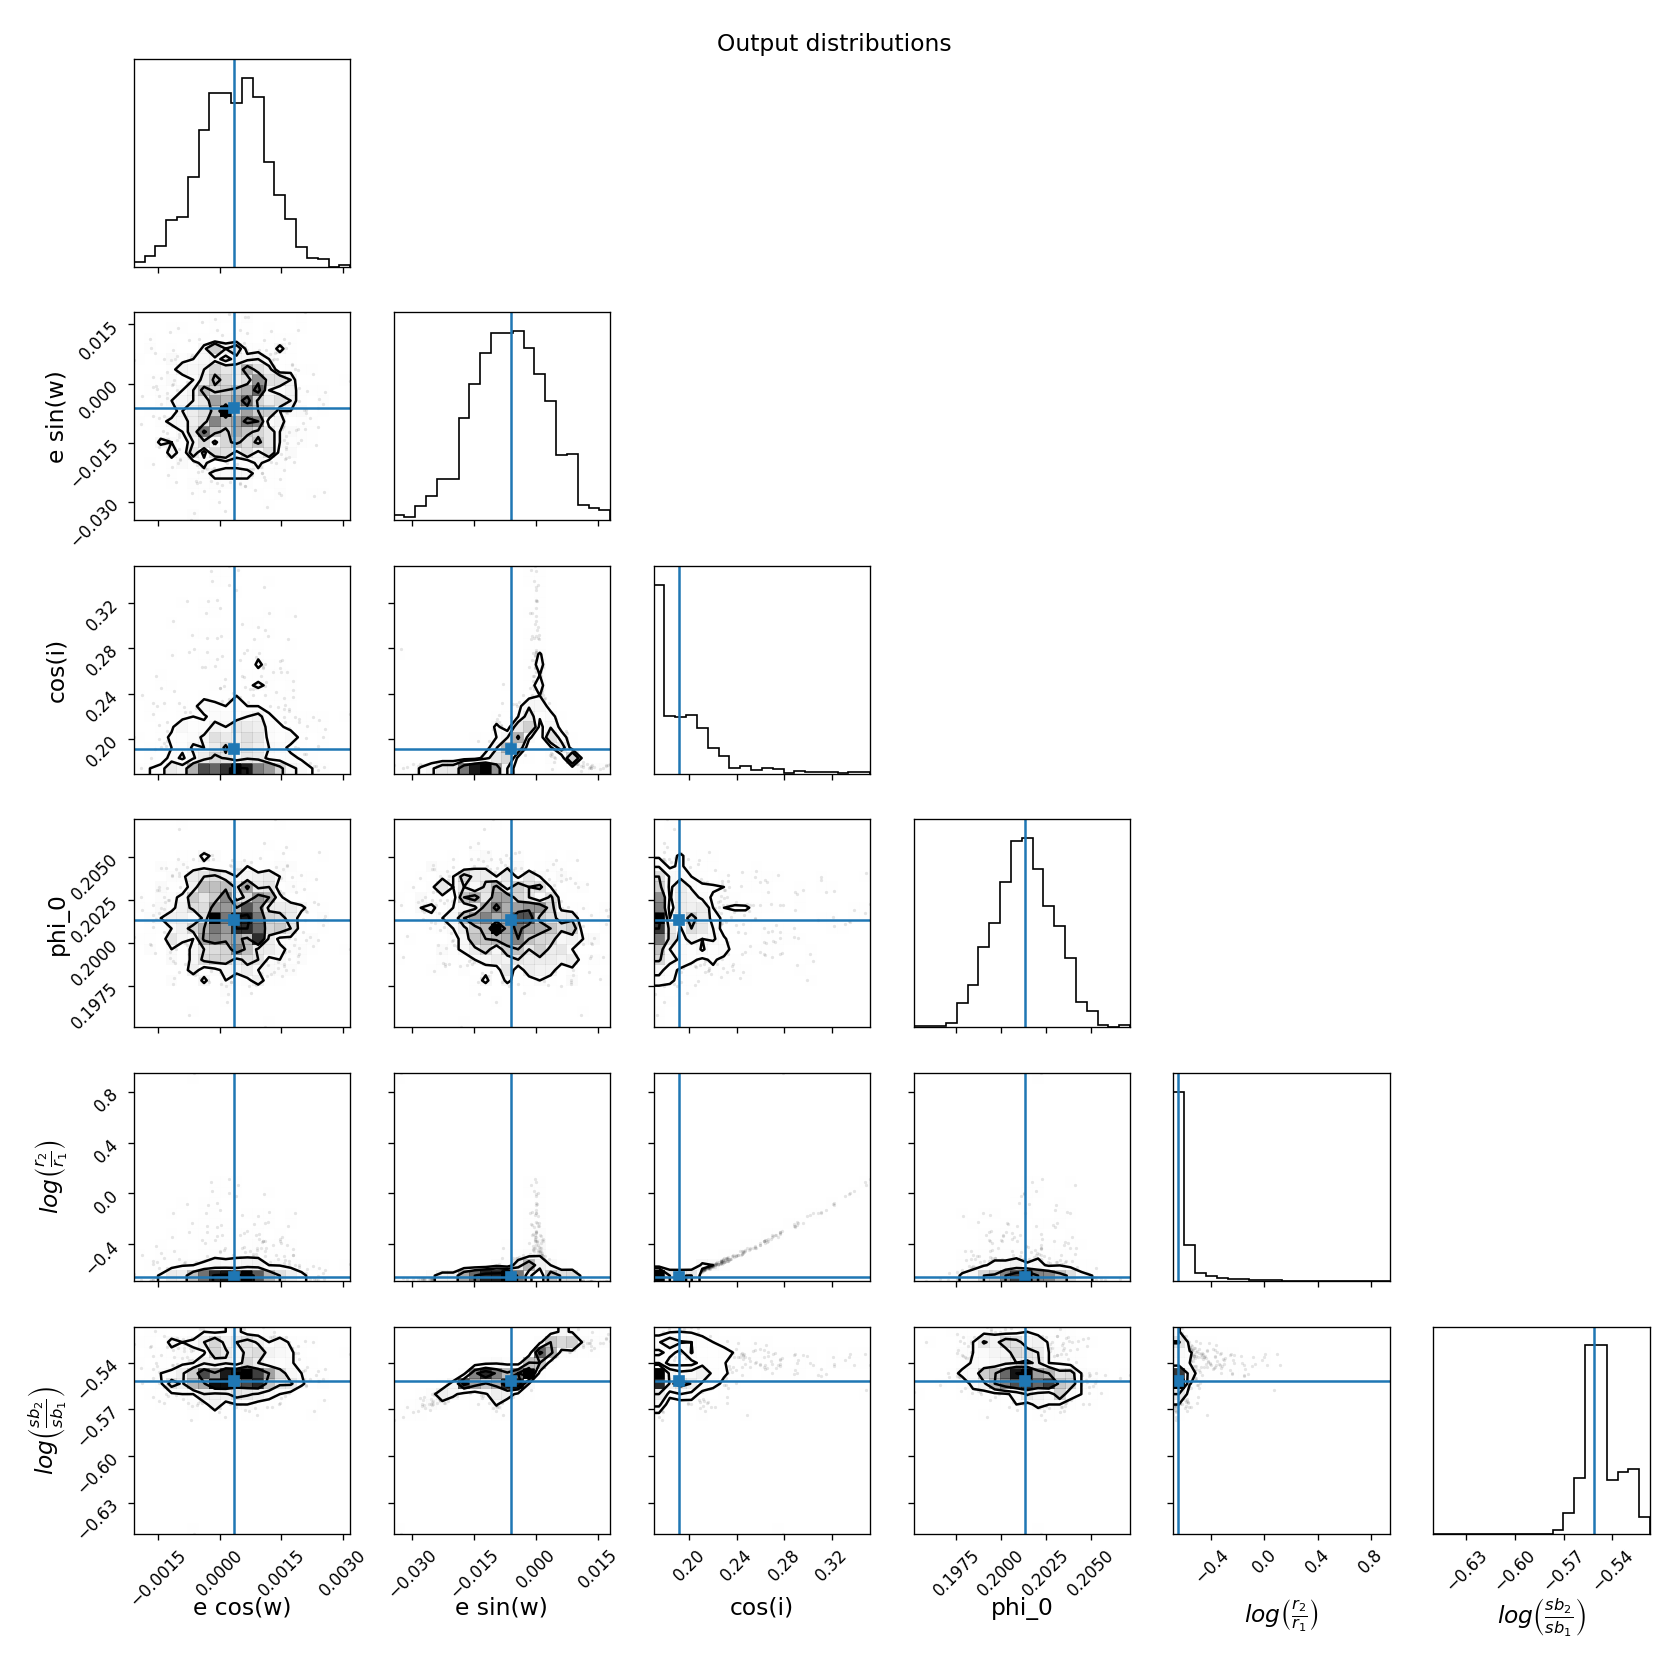 Output distributions
0.015
0.000
−0.015
−0.030
e sin(w)
0.32
0.28
0.24
0.20
cos(i)
0.2050
0.2025
0.2000
0.1975
phi_0
0.8
0.4
0.0
−0.4
log(r2/r1)
−0.54
−0.57
−0.60
−0.63
log(sb2/sb1)
−0.0015 0.0000 0.0015 0.0030
e cos(w)
−0.030 −0.015 0.000 0.015
e sin(w)
0.20 0.24 0.28 0.32
cos(i)
0.1975 0.2000 0.2025 0.2050
phi_0
−0.4 0.0 0.4 0.8
log(r2/r1)
−0.63 −0.60 −0.57 −0.54
log(sb2/sb1)